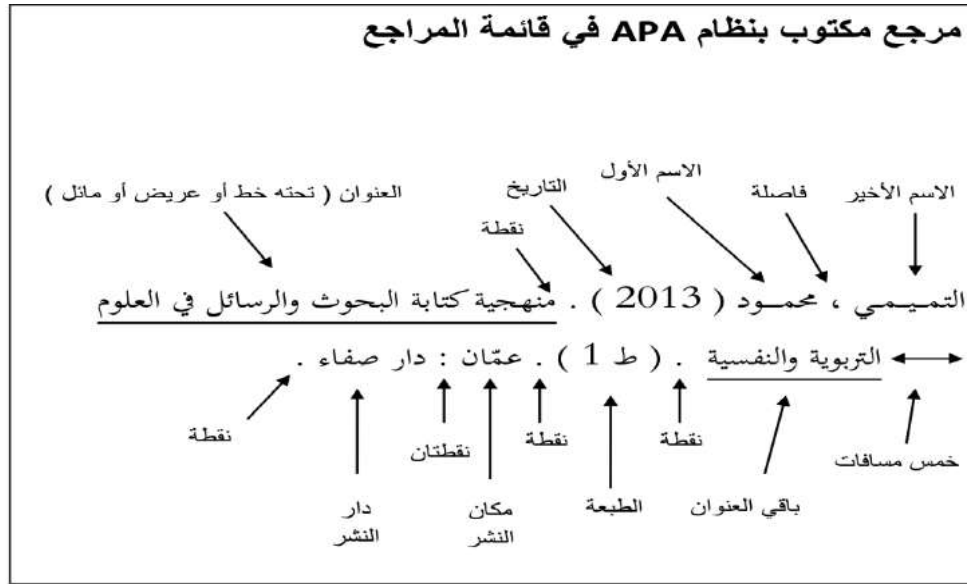 مرجع مكتوب بنظام APA في قائمة المراجع
الاسم الأخير
فاصلة
الاسم الأول
التاريخ
نقطة
العنوان ( تحته خط أو عريض أو مائل )
التميمي ، محمود ( 2013 ) . منهجية كتابة البحوث والرسائل في العلوم
التربوية والنفسية . ( ط 1 ) . عمّان : دار صفاء .
خمس مسافات
باقي العنوان
نقطة
الطبعة
نقطة
مكان
النشر
نقطتان
دار
النشر
نقطة